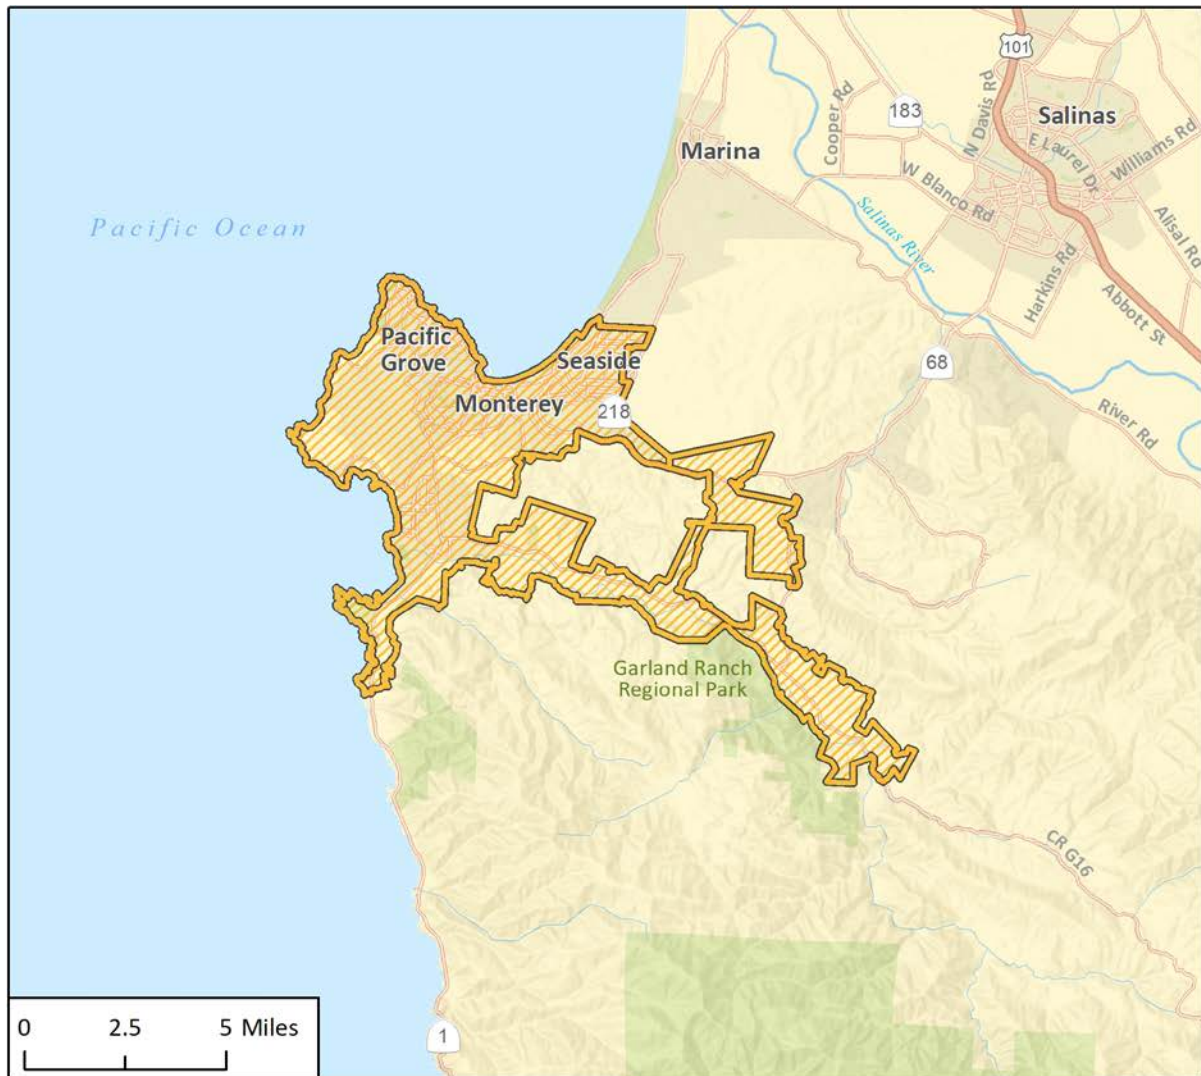 101
Salinas
N Davis Rd
Cooper Rd
183
E Laurel Dr
Williams Rd
Marina
W Blanco Rd
Salinas River
Alisal Rd
Pacific Ocean
Harkins Rd
Abbott St
Pacific
Grove
Seaside
68
Monterey
218
River Rd
Garland Ranch
Regional Park
CR G16
0 2.5 5 Miles
1